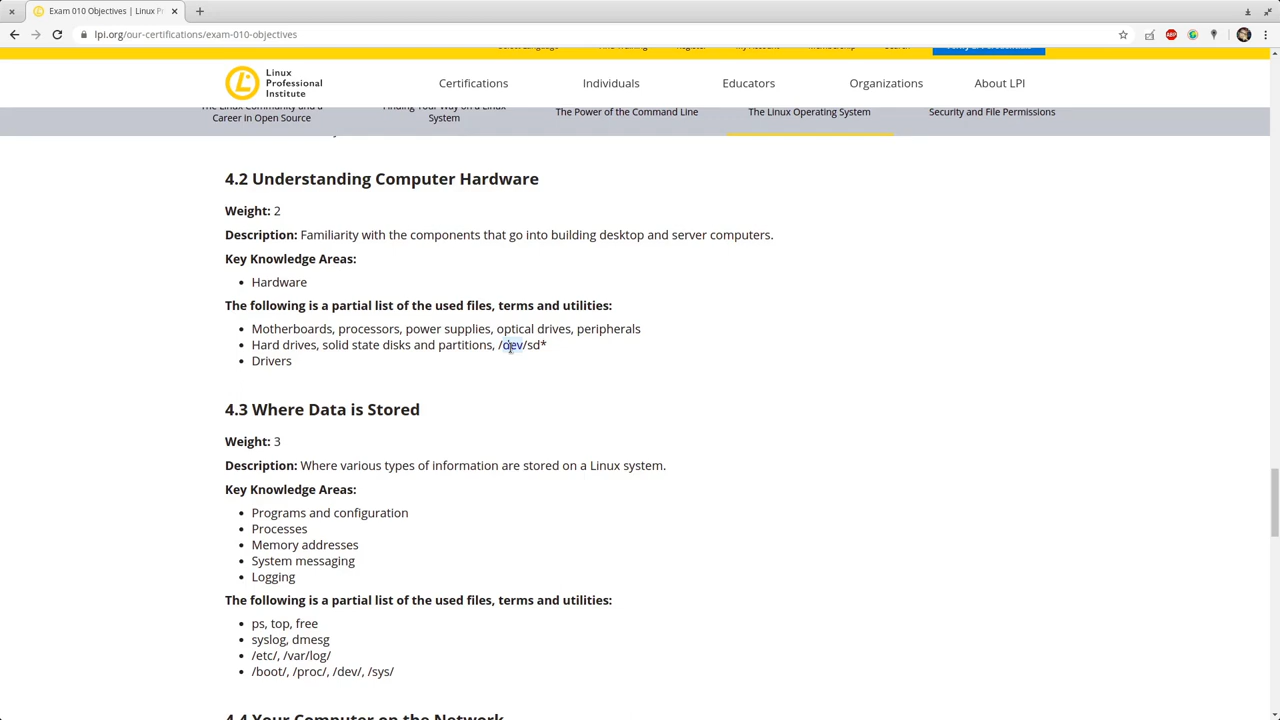 Exam 010 Objectives | Linux P
lpi.org/our-certifications/exam-010-objectives
ABP
Linux
Professional
Institute
Certifications
Individuals
Educators
Organizations
About LPI
The Linux Community and a
Career in Open Source
Finding Your Way on a Linux
System
The Power of the Command Line
The Linux Operating System
Security and File Permissions
4.2 Understanding Computer Hardware
Weight: 2
Description: Familiarity with the components that go into building desktop and server computers.
Key Knowledge Areas:
• Hardware
The following is a partial list of the used files, terms and utilities:
• Motherboards, processors, power supplies, optical drives, peripherals
• Hard drives, solid state disks and partitions, /dev/sd*
• Drivers
4.3 Where Data is Stored
Weight: 3
Description: Where various types of information are stored on a Linux system.
Key Knowledge Areas:
• Programs and configuration
• Processes
• Memory addresses
• System messaging
• Logging
The following is a partial list of the used files, terms and utilities:
• ps, top, free
• syslog, dmesg
• /etc/, /var/log/
• /boot/, /proc/, /dev/, /sys/
4.4 Your Computer on the Network